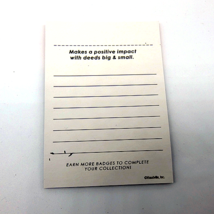 Makes a positive impact
with deeds big & small.
EARN MORE BADGES TO COMPLETE
YOUR COLLECTION!